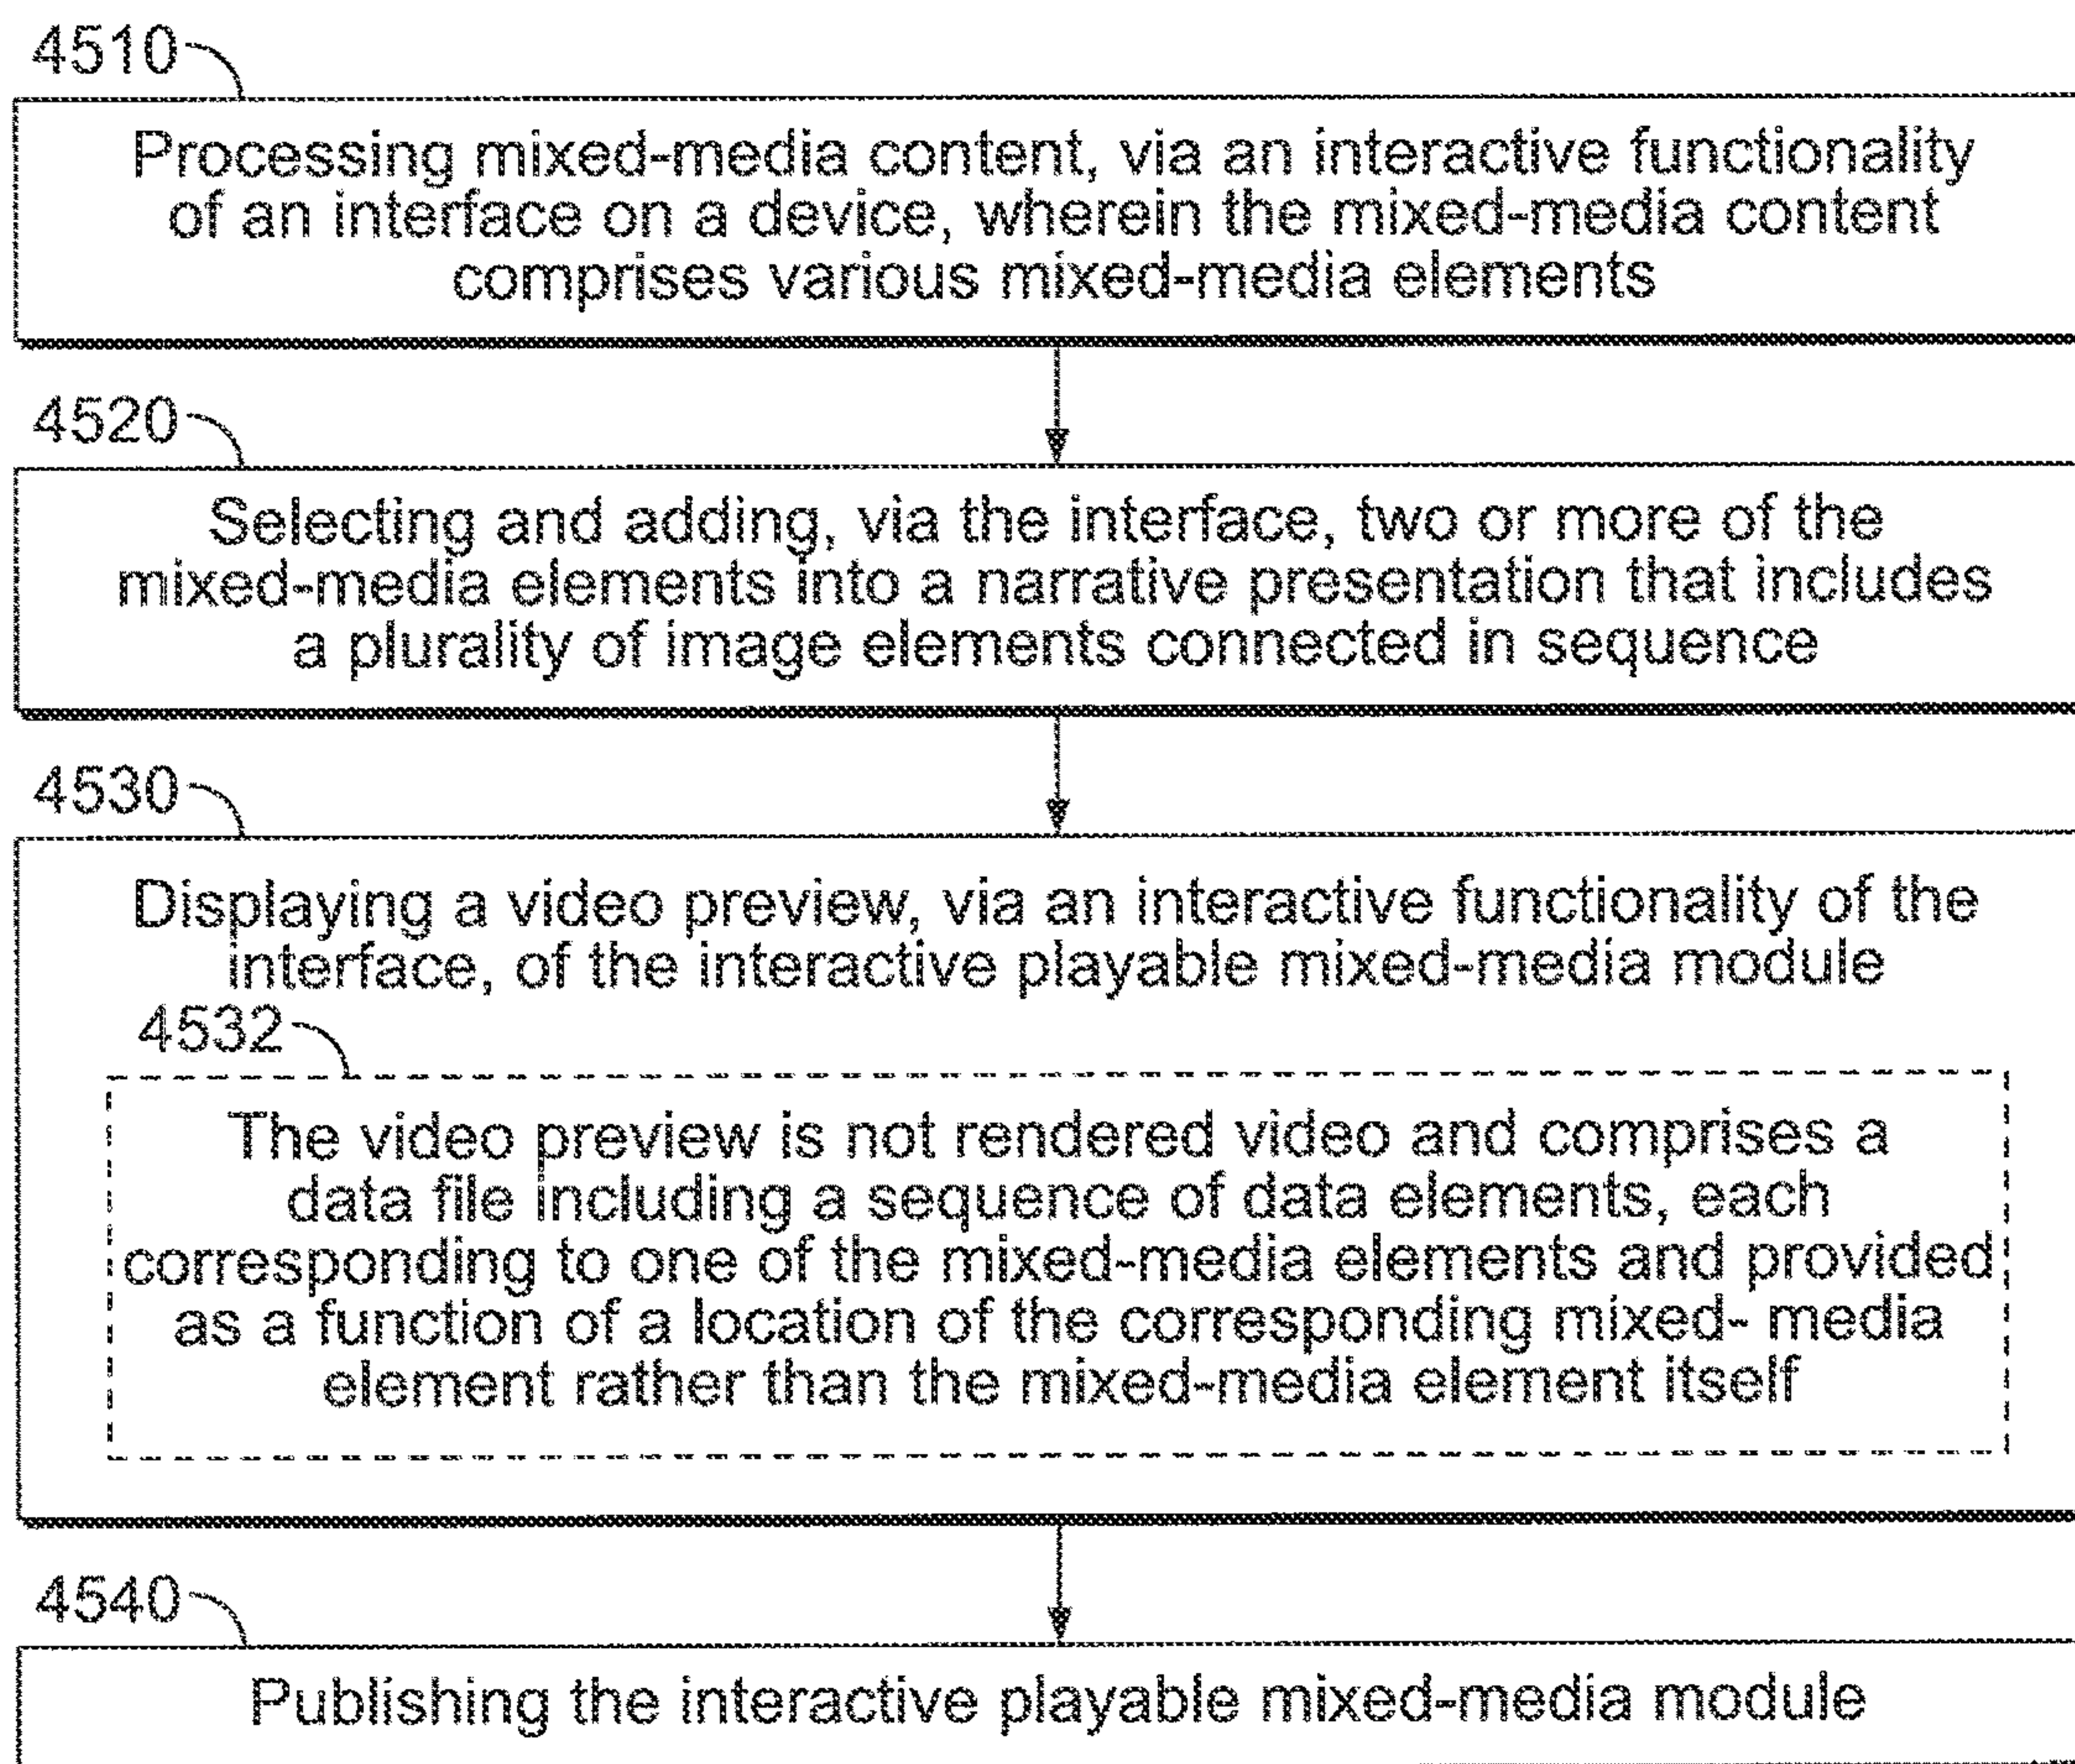 4510
Processing mixed-media content, via an interactive functionality
of an interface on a device, wherein the mixed-media content
comprises various mixed-media elements
4520
Selecting and adding, via the interface, two or more of the
mixed-media elements into a narrative presentation that includes
a plurality of image elements connected in sequence
4530
Displaying a video preview, via an interactive functionality of the
interface, of the interactive playable mixed-media module
4532
The video preview is not rendered video and comprises a
data file including a sequence of data elements, each
corresponding to one of the mixed-media elements and provided
as a function of a location of the corresponding mixed- media
element rather than the mixed-media element itself
4540
Publishing the interactive playable mixed-media module